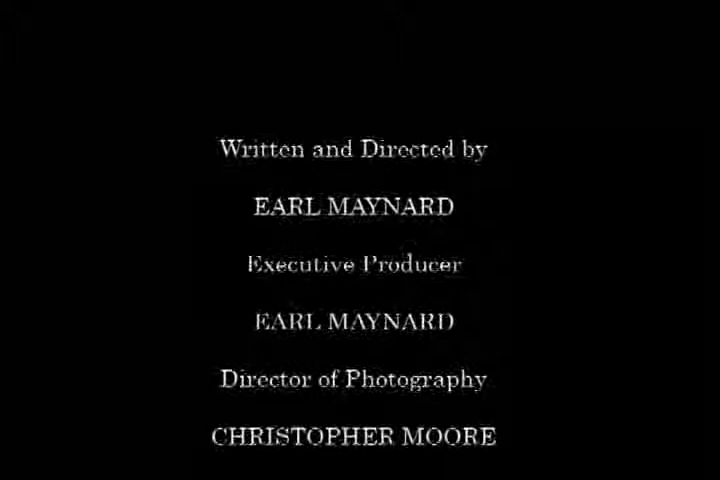 Written and Directed by
EARL MAYNARD
Executive Producer
EARL MAYNARD
Director of Photography
CHRISTOPHER MOORE